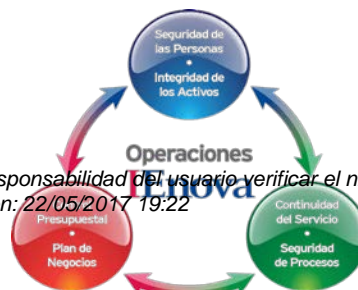 Seguridad de
las Personas
•
Integridad de
los Activos
Operaciones
IEnova
sponsabilidad del usuario verificar el n
n: 22/05/2017 19:22
Presupuestal
•
Plan de
Negocios
Continuidad
del Servicio
•
Seguridad
de Procesos